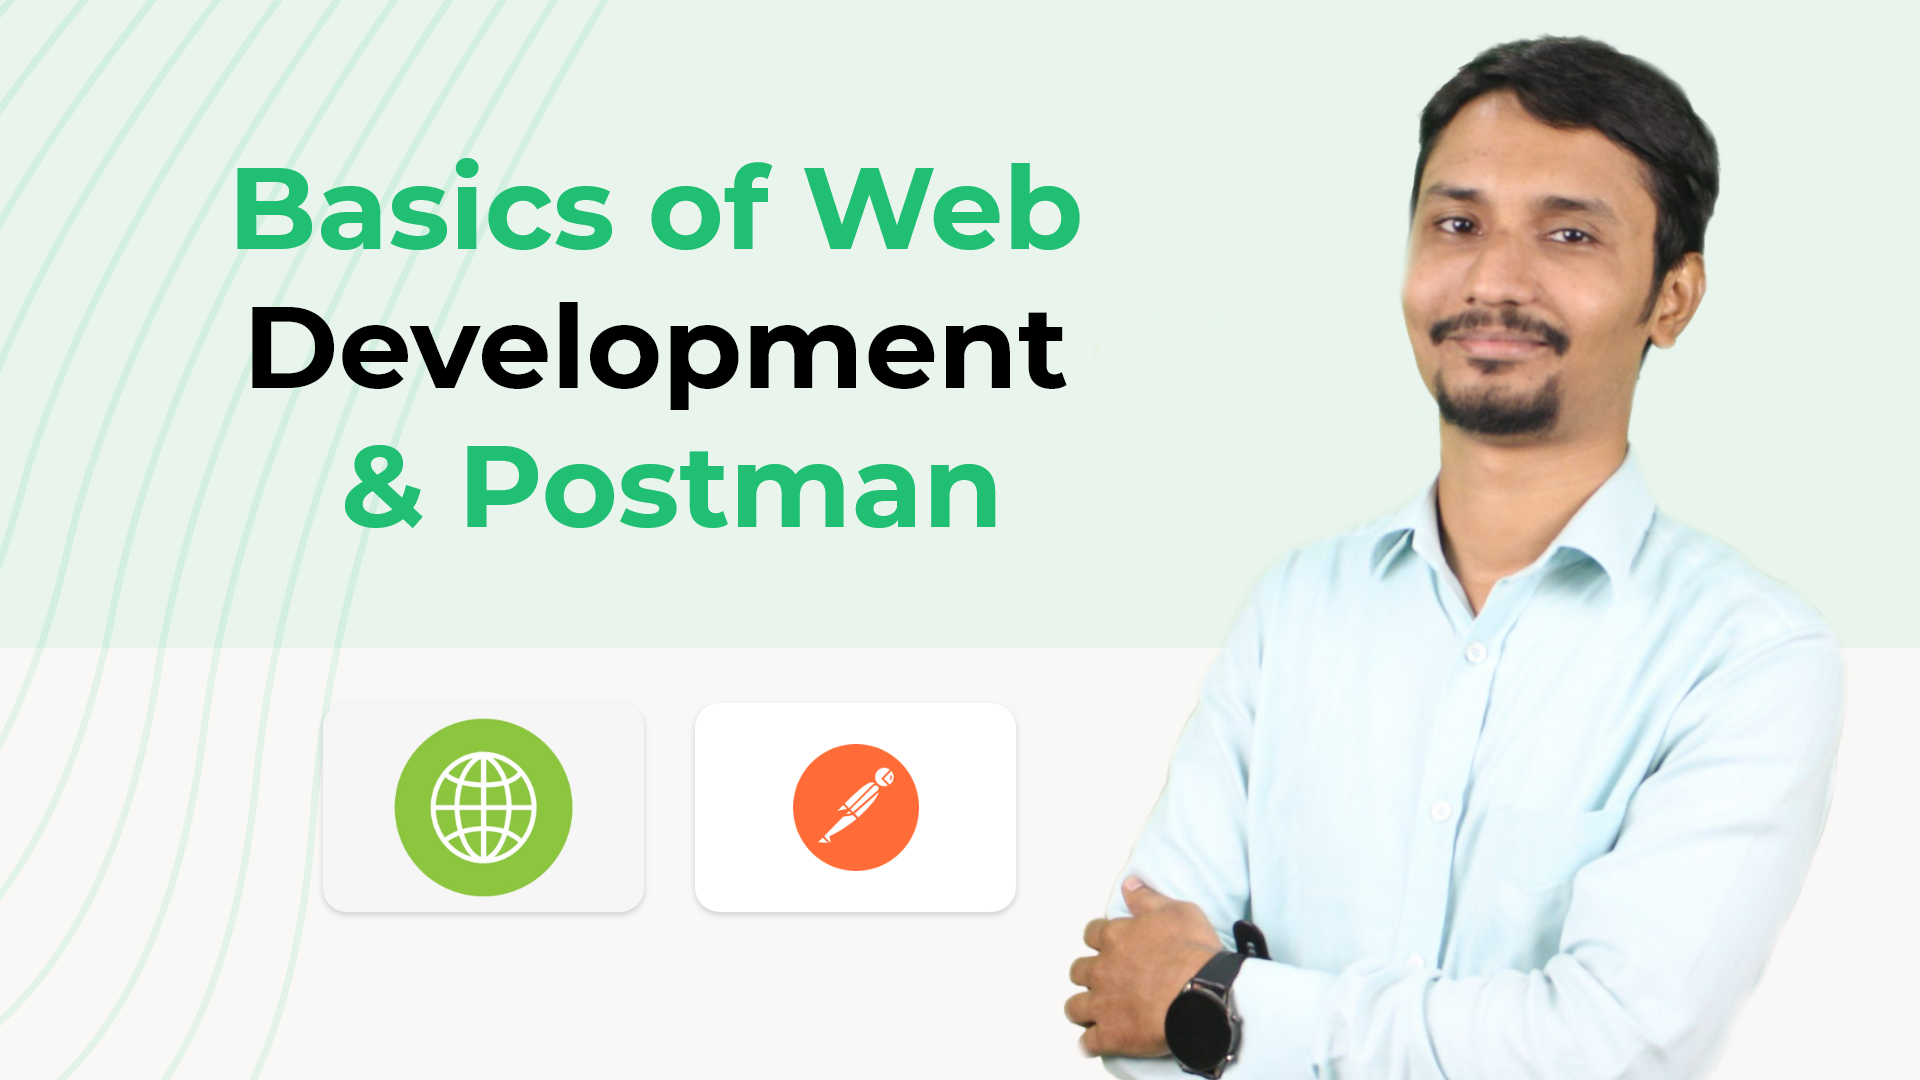 Basics of Web
Development
& Postman